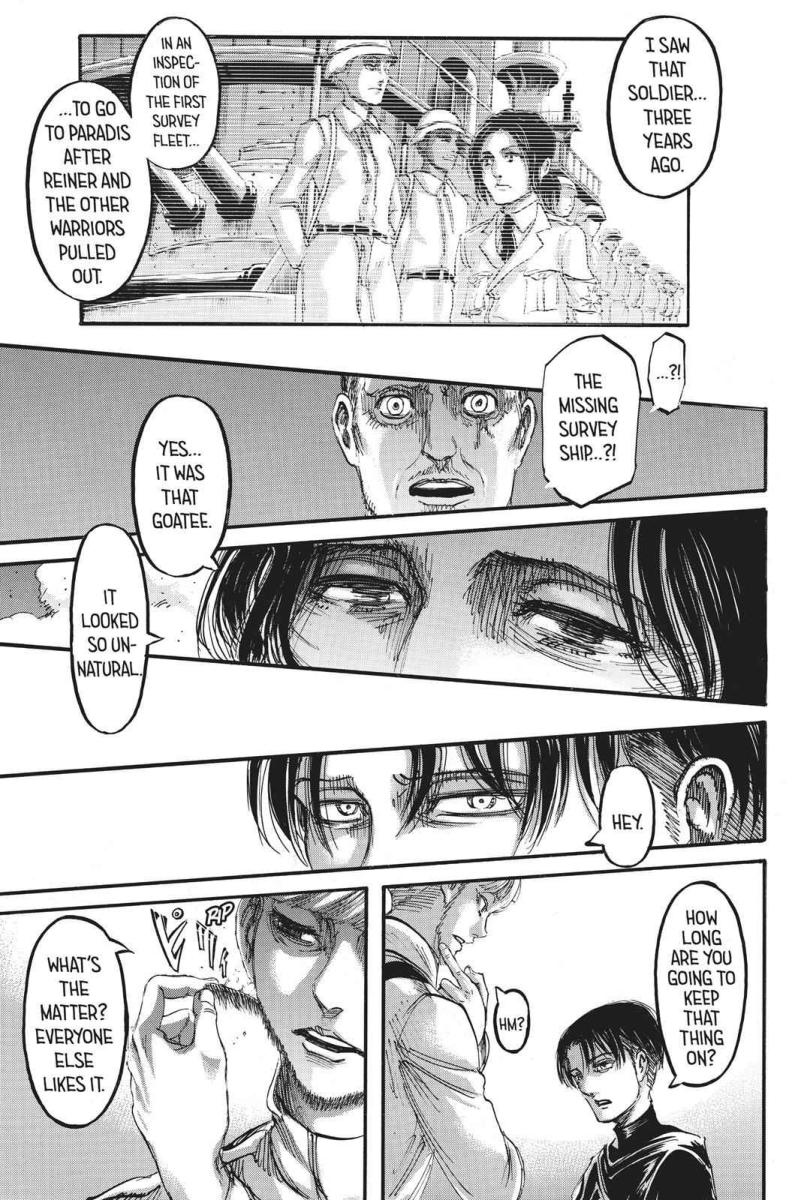 I SAW
THAT
SOLDIER...
THREE
YEARS
AGO.
IN AN
INSPEC-
TION OF
THE FIRST
SURVEY
FLEET...
...TO GO
TO PARADIS
AFTER
REINER AND
THE OTHER
WARRIORS
PULLED
OUT.
...?!
THE
MISSING
SURVEY
SHIP...?!
YES...
IT WAS
THAT
GOATEE.
IT
LOOKED
SO UN-
NATURAL.
HEY.
HOW
LONG
ARE YOU
GOING TO
KEEP
THAT
THING
ON?
HM?
RIP
WHAT'S
THE
MATTER?
EVERYONE
ELSE
LIKES IT.